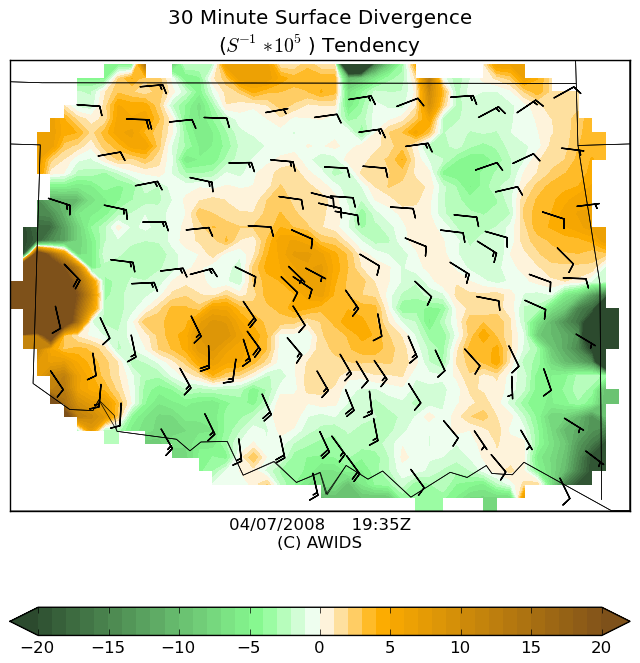 30 Minute Surface Divergence
(S⁻¹ * 10⁵ ) Tendency
04/07/2008 19:35Z
(C) AWIDS
−20 −15 −10 −5 0 5 10 15 20